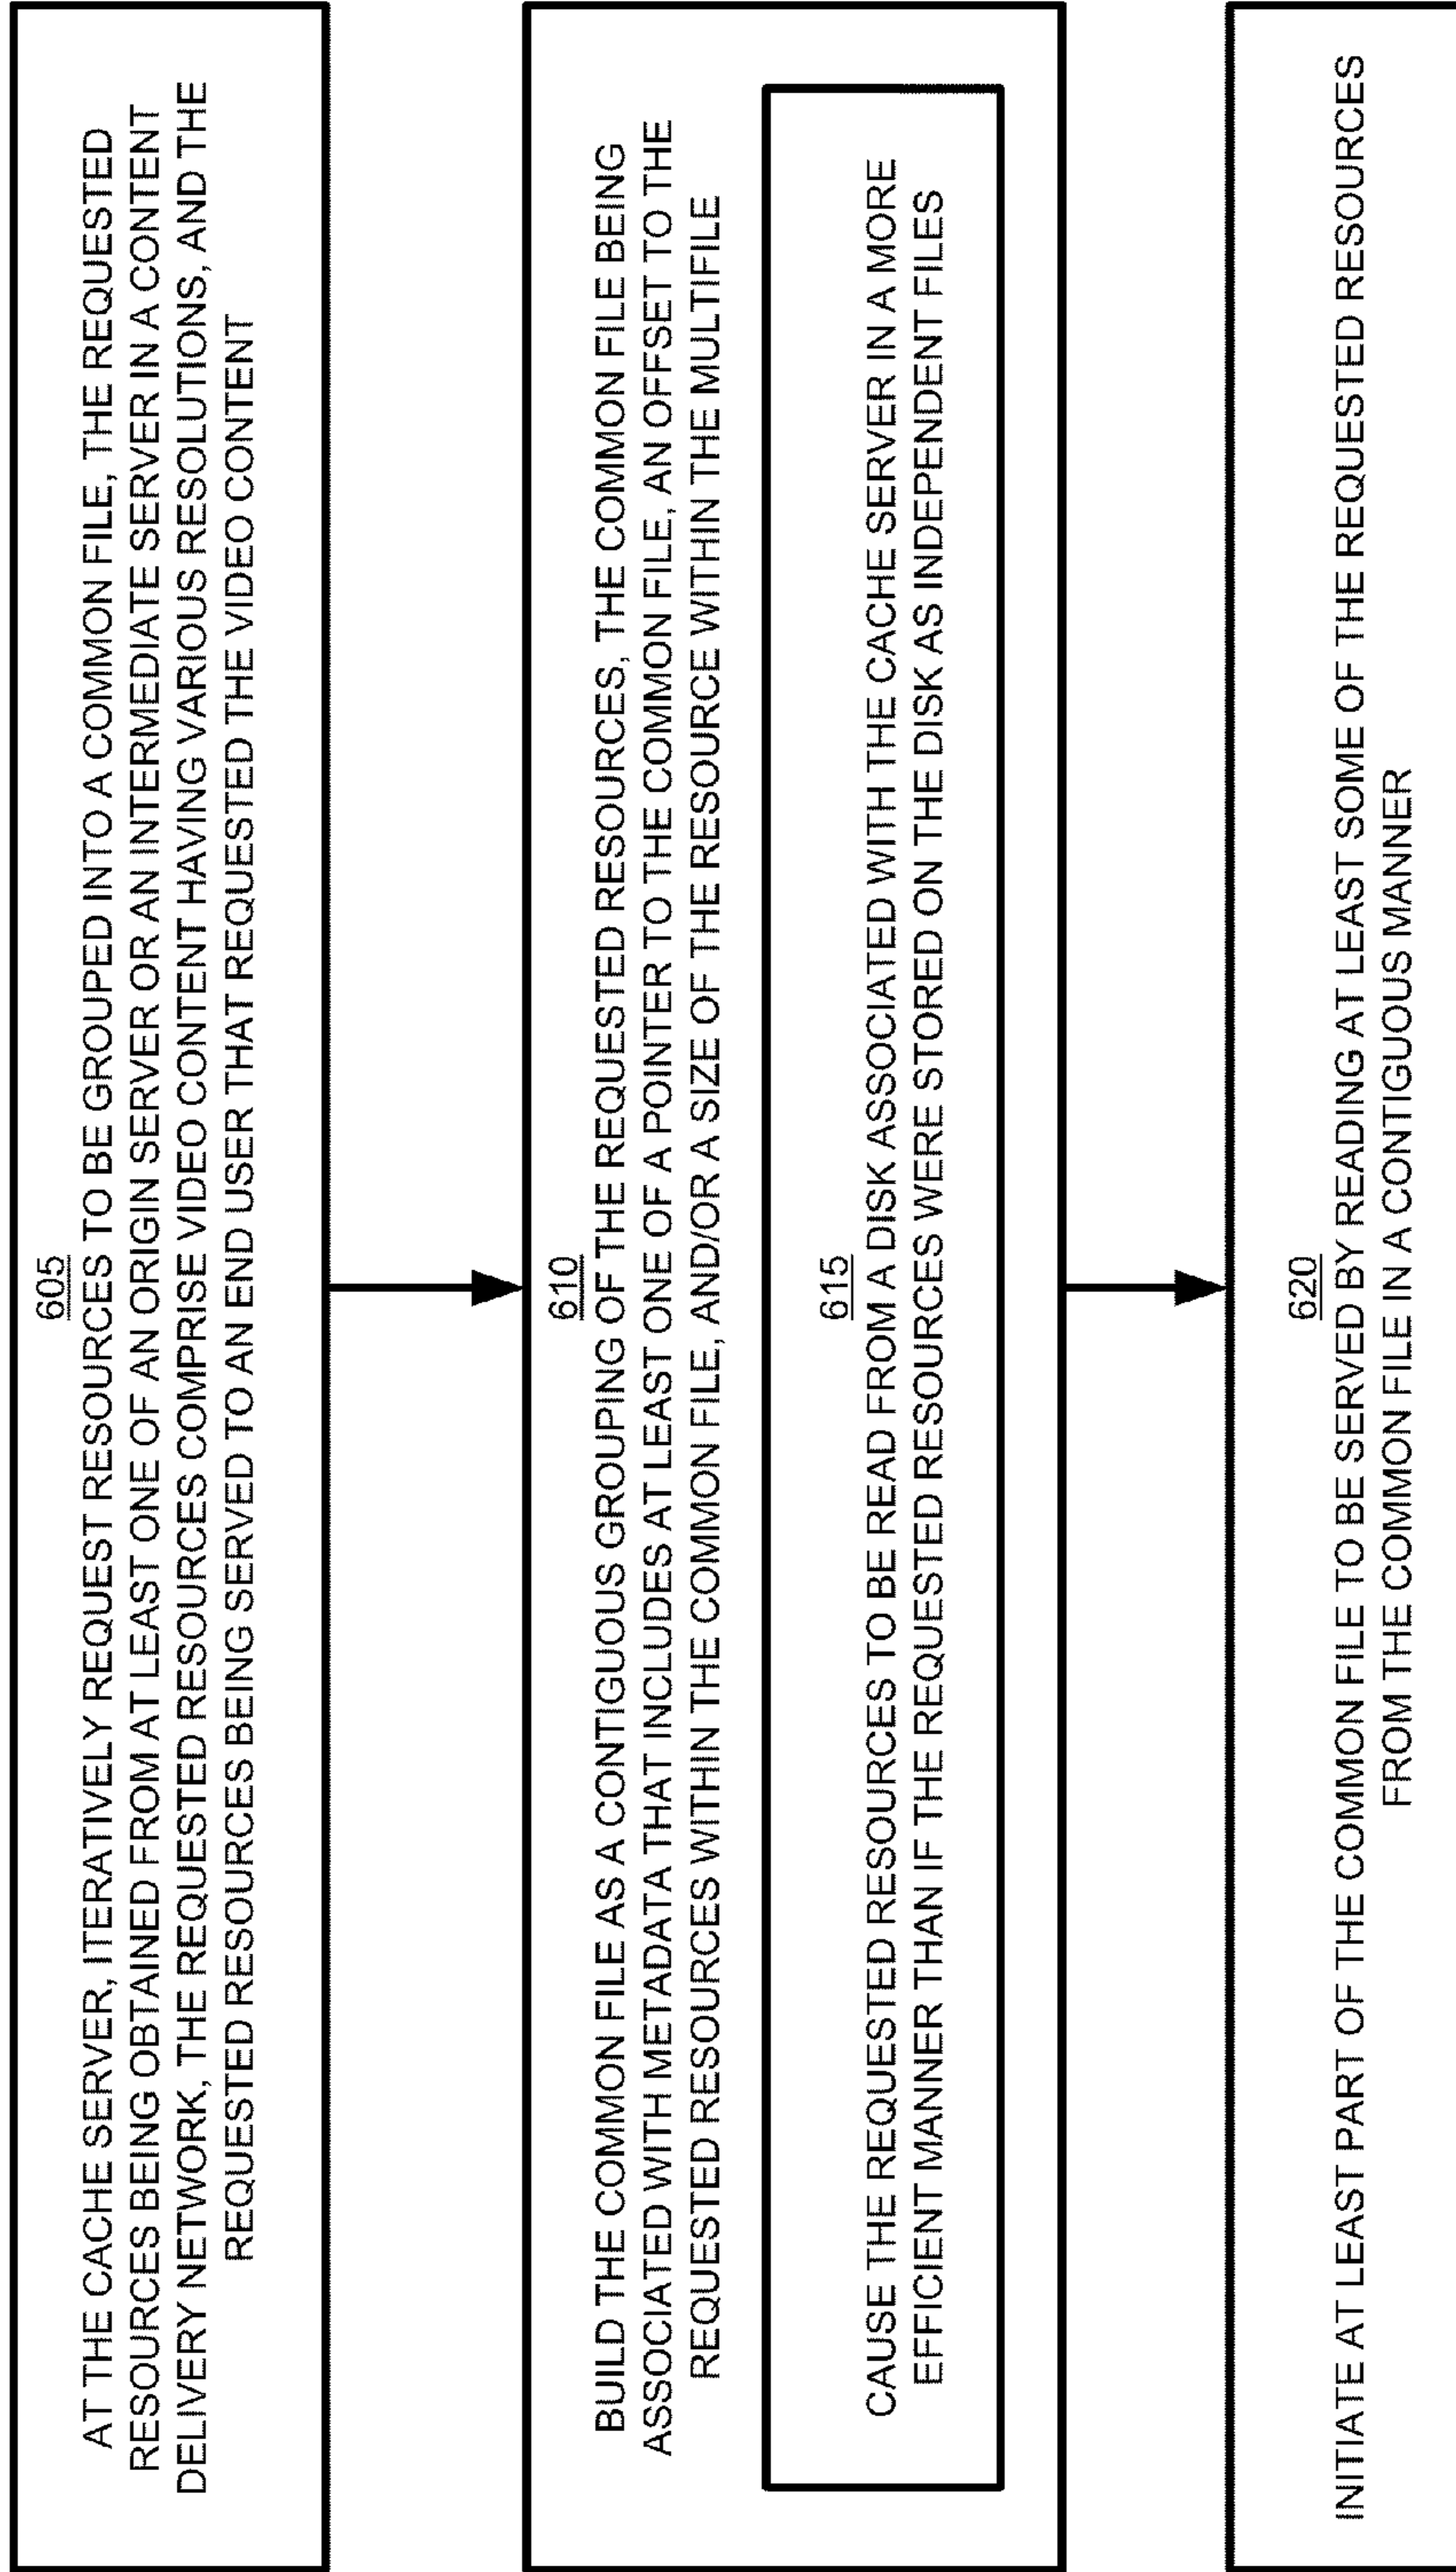 605
AT THE CACHE SERVER, ITERATIVELY REQUEST RESOURCES TO BE GROUPED INTO A COMMON FILE, THE REQUESTED
RESOURCES BEING OBTAINED FROM AT LEAST ONE OF AN ORIGIN SERVER OR AN INTERMEDIATE SERVER IN A CONTENT
DELIVERY NETWORK, THE REQUESTED RESOURCES COMPRISE VIDEO CONTENT HAVING VARIOUS RESOLUTIONS, AND THE
REQUESTED RESOURCES BEING SERVED TO AN END USER THAT REQUESTED THE VIDEO CONTENT
610
BUILD THE COMMON FILE AS A CONTIGUOUS GROUPING OF THE REQUESTED RESOURCES, THE COMMON FILE BEING
ASSOCIATED WITH METADATA THAT INCLUDES AT LEAST ONE OF A POINTER TO THE COMMON FILE, AN OFFSET TO THE
REQUESTED RESOURCES WITHIN THE COMMON FILE, AND/OR A SIZE OF THE RESOURCE WITHIN THE MULTIFILE
615
CAUSE THE REQUESTED RESOURCES TO BE READ FROM A DISK ASSOCIATED WITH THE CACHE SERVER IN A MORE
EFFICIENT MANNER THAN IF THE REQUESTED RESOURCES WERE STORED ON THE DISK AS INDEPENDENT FILES
620
INITIATE AT LEAST PART OF THE COMMON FILE TO BE SERVED BY READING AT LEAST SOME OF THE REQUESTED RESOURCES
FROM THE COMMON FILE IN A CONTIGUOUS MANNER